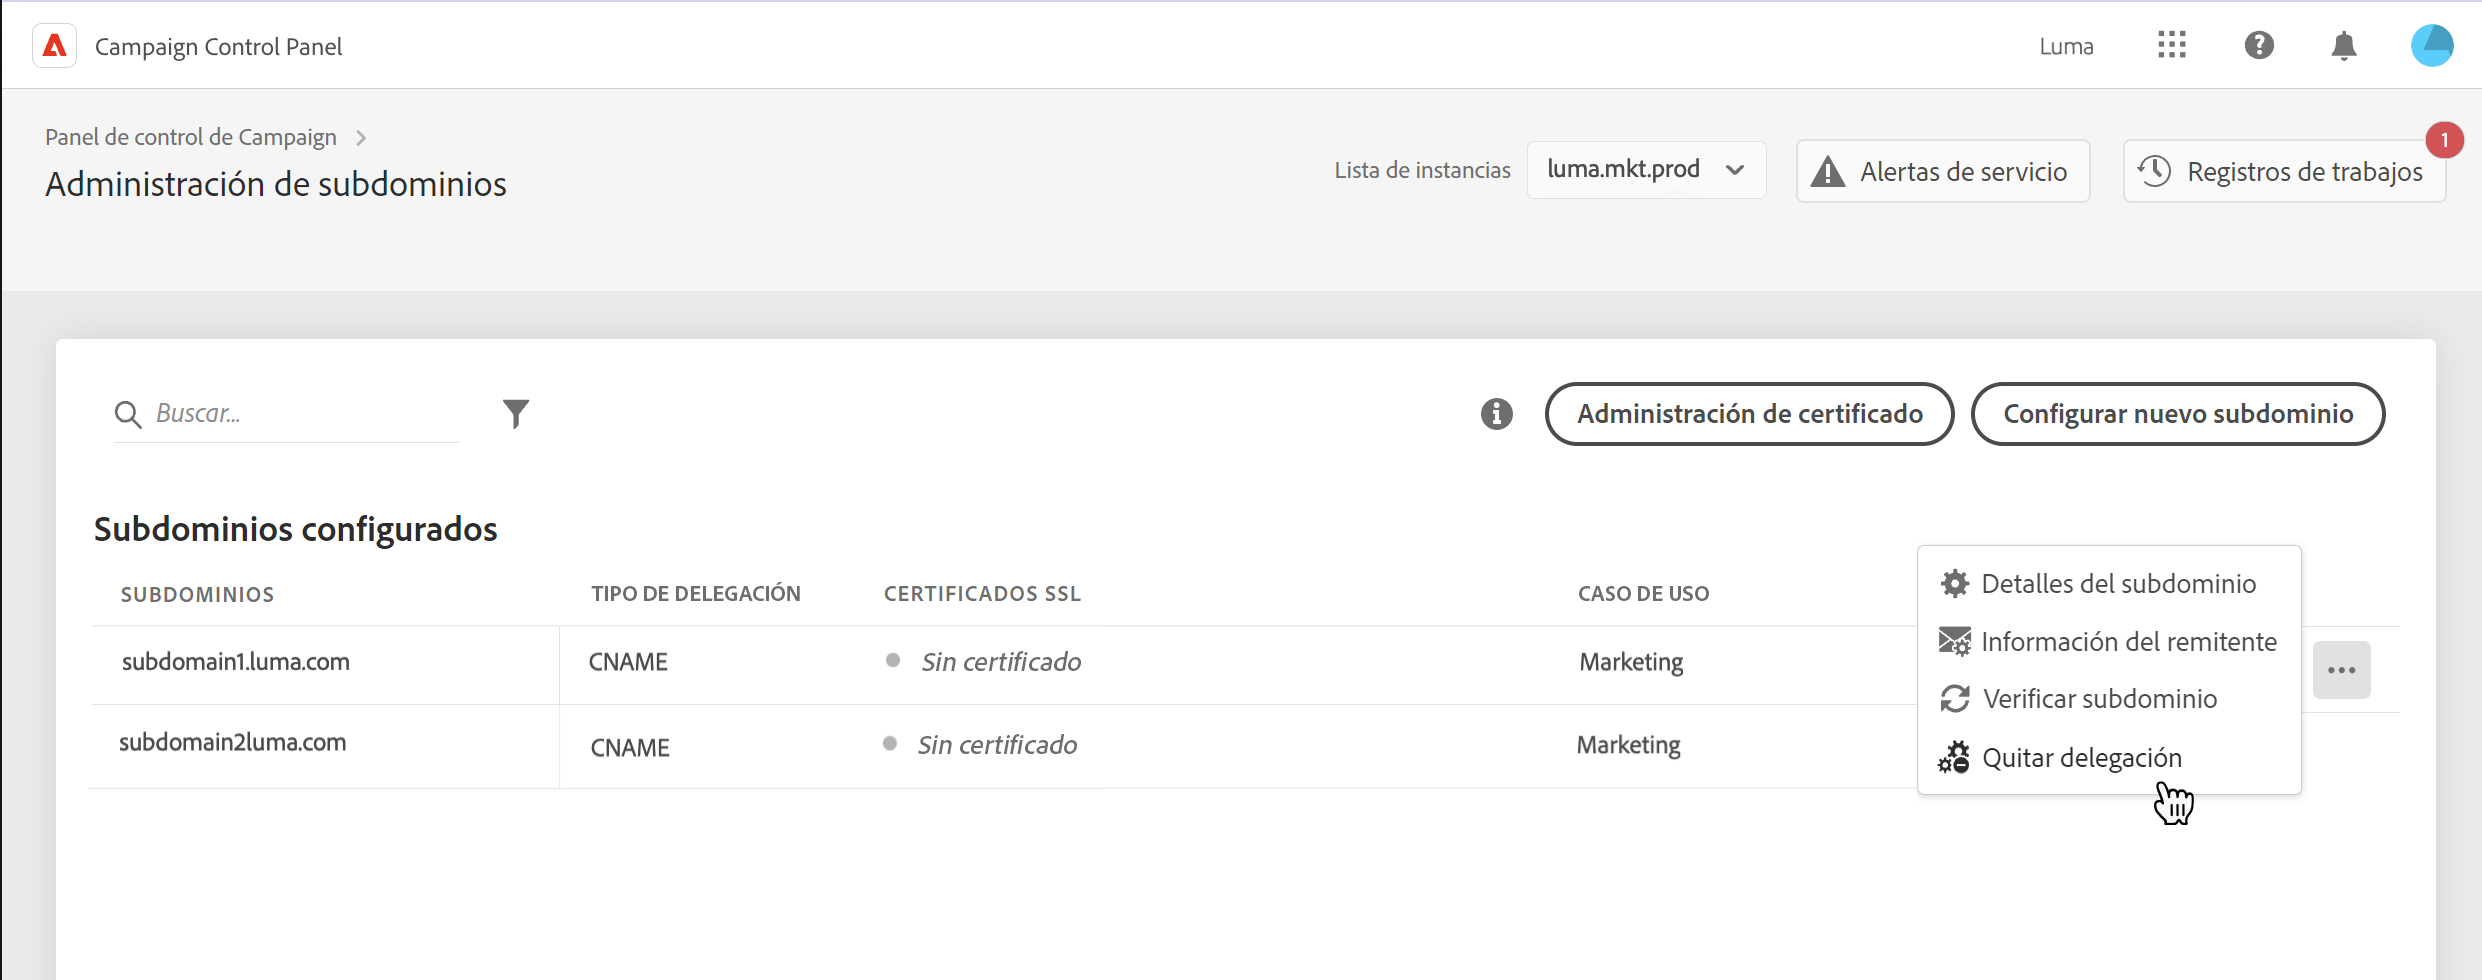 Campaign Control Panel
Luma
Panel de control de Campaign
Administración de subdominios
Lista de instancias
luma.mkt.prod
Alertas de servicio
Registros de trabajos
1
Buscar...
Administración de certificado
Configurar nuevo subdominio
Subdominios configurados
SUBDOMINIOS TIPO DE DELEGACIÓN CERTIFICADOS SSL CASO DE USO
subdomain1.luma.com CNAME Sin certificado Marketing
subdomain2luma.com CNAME Sin certificado Marketing
Detalles del subdominio
Información del remitente
Verificar subdominio
Quitar delegación